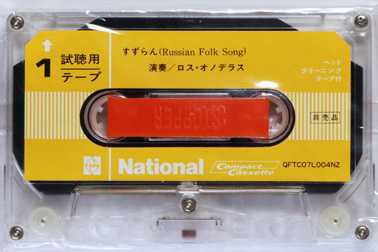 1 試聴用
テープ
すずらん(Russian Folk Song)
演奏/ロス・オノデラス
ヘッド
クリーニング
テープ付
STOPPER
非売品
National
Compact
Cassette
QFTC07L004NZ